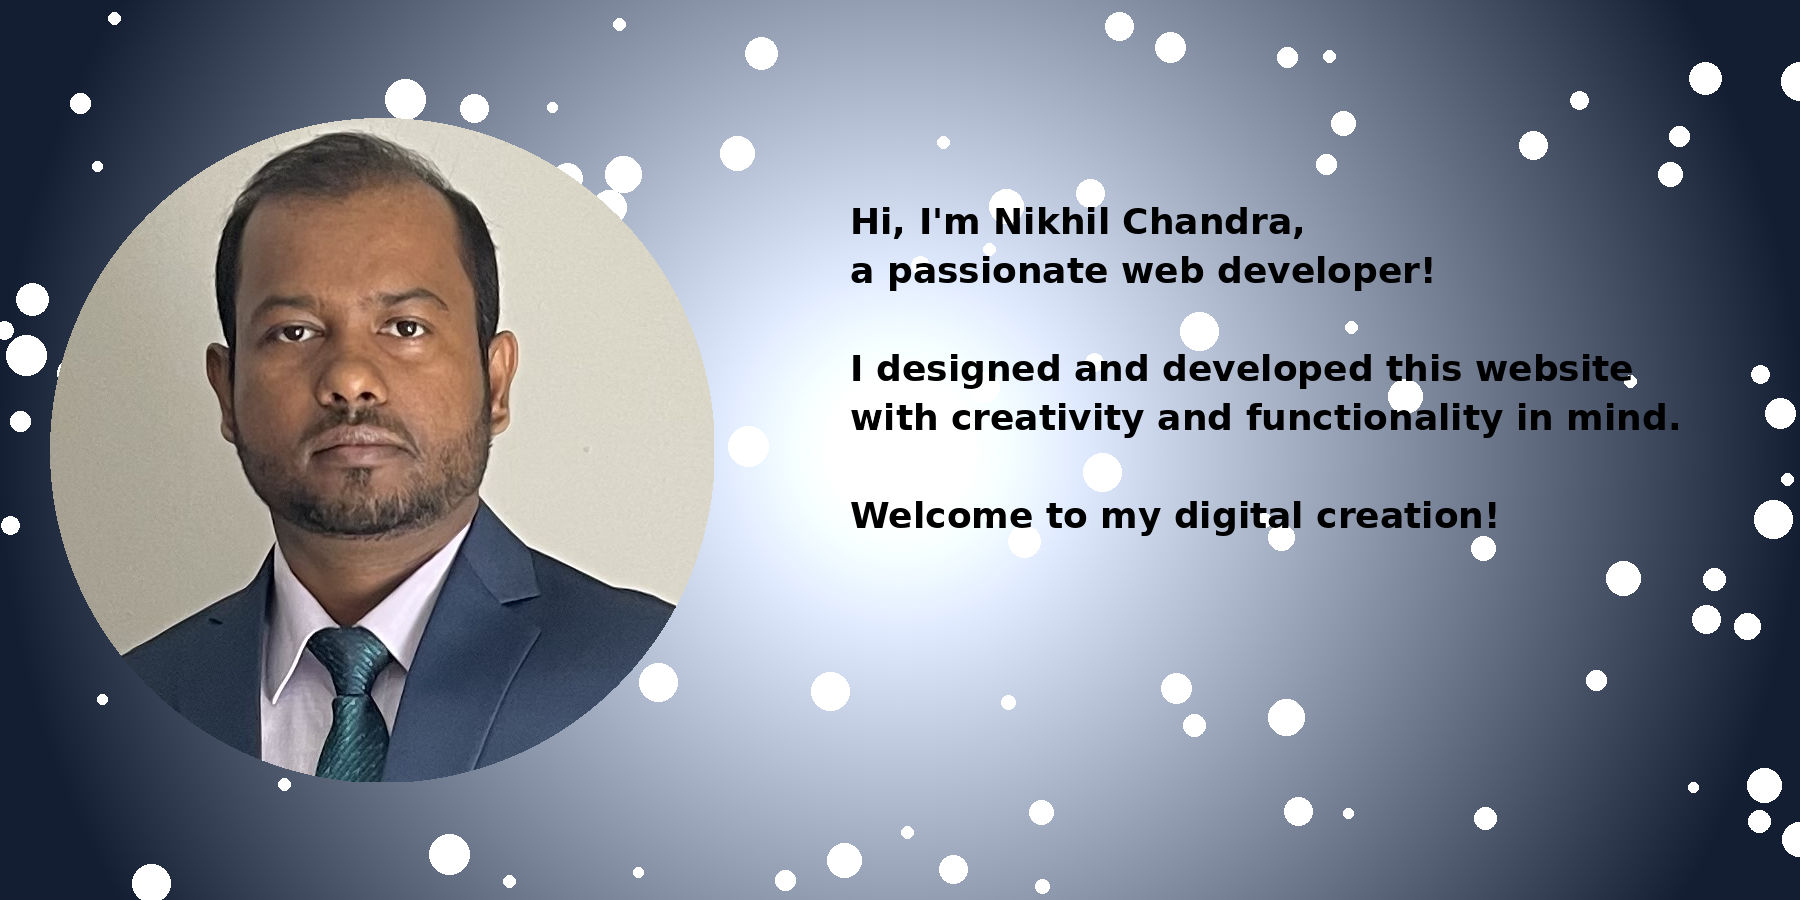 Hi, I'm Nikhil Chandra,
a passionate web developer!
I designed and developed this website
with creativity and functionality in mind.
Welcome to my digital creation!